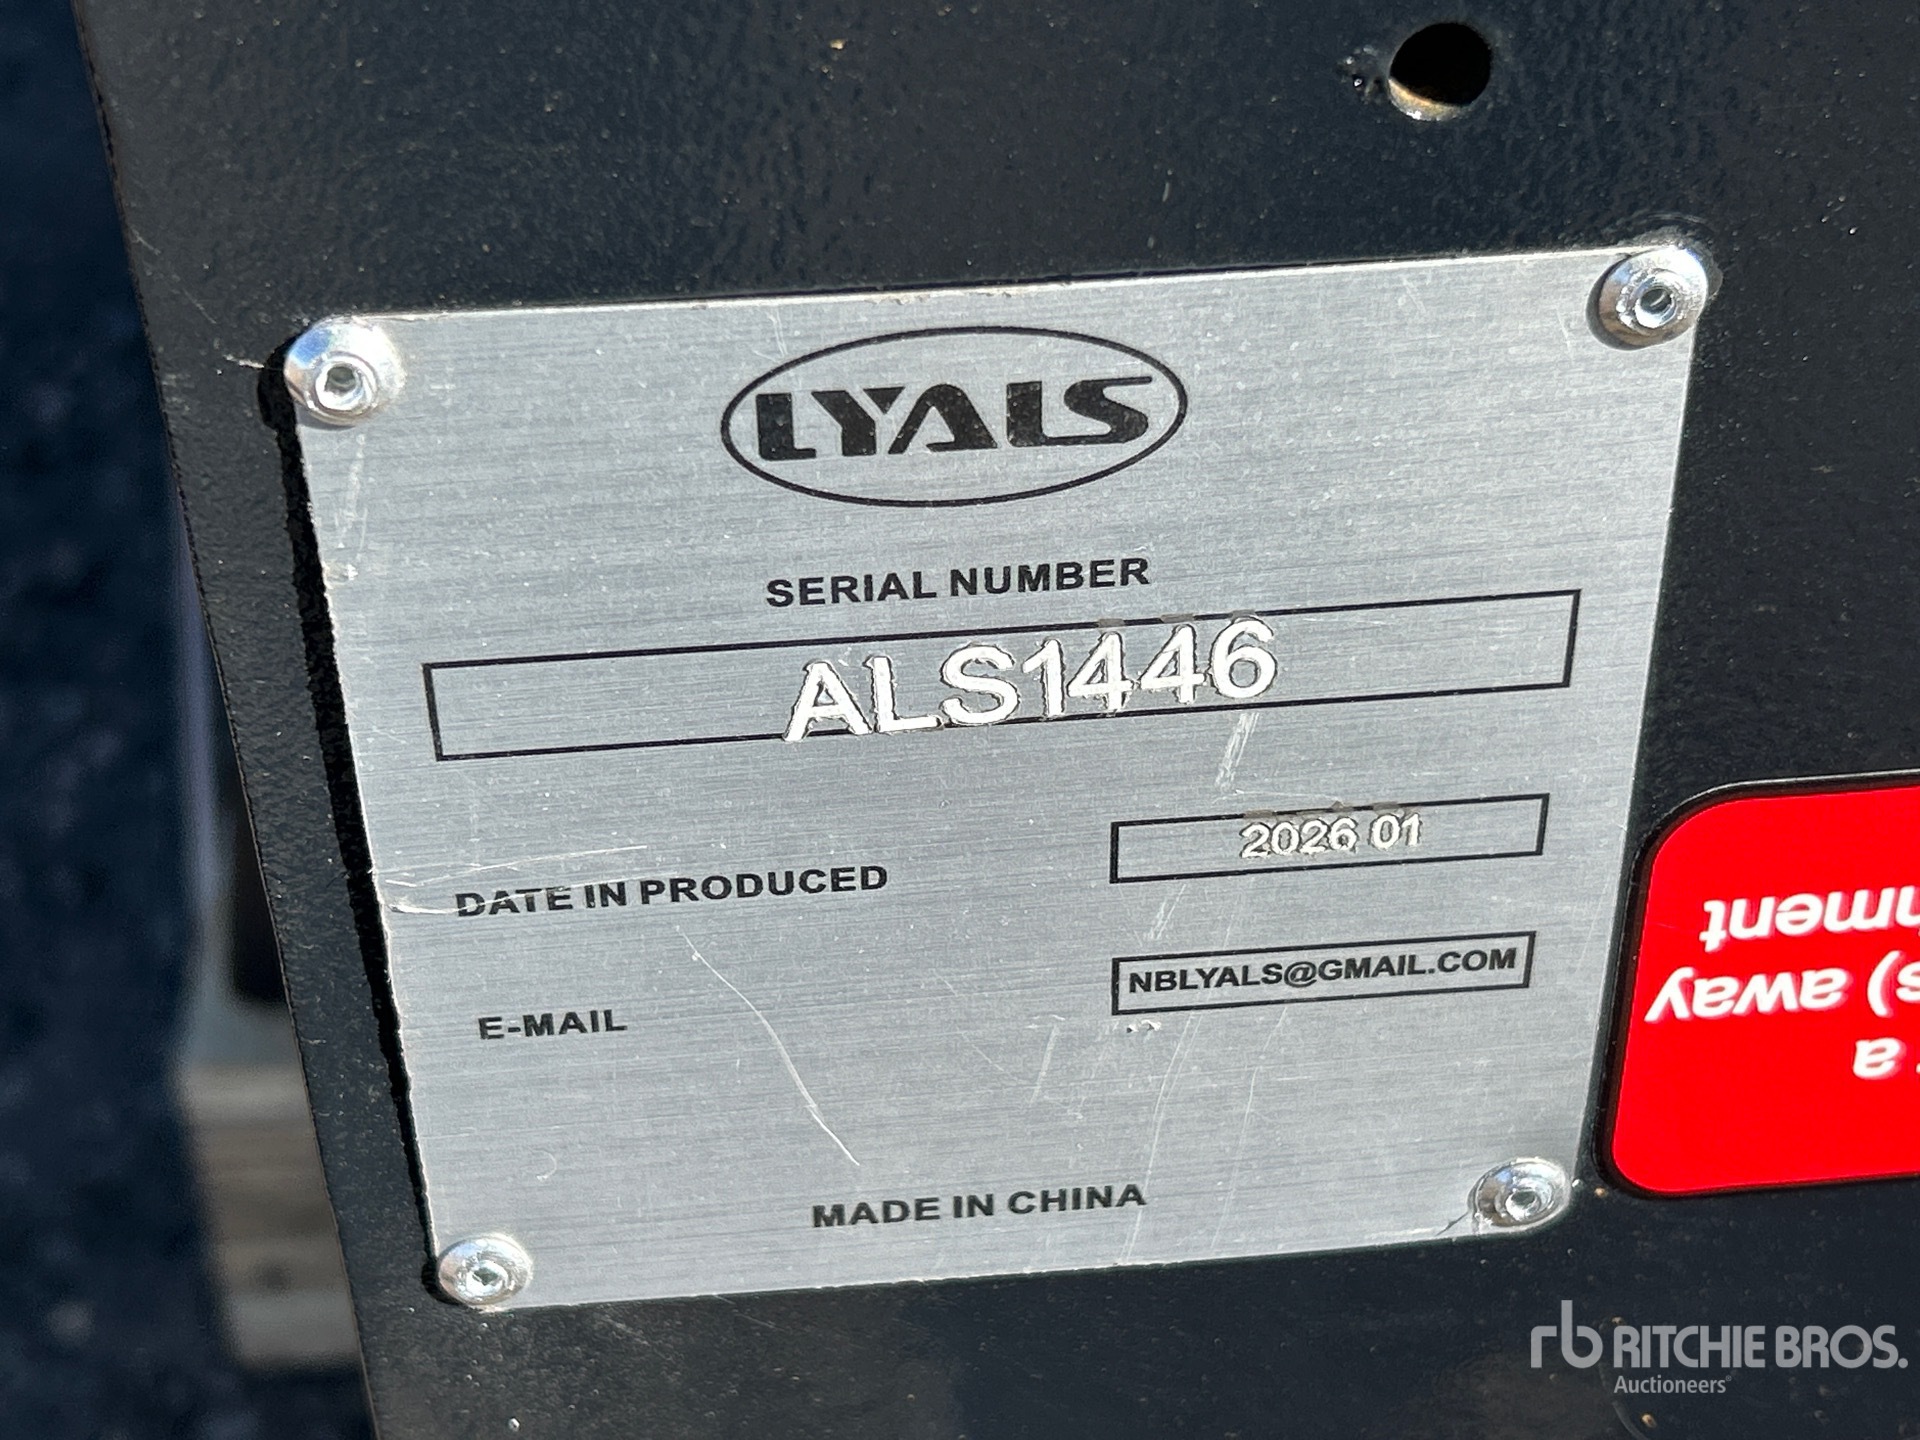 LYALS
SERIAL NUMBER
ALS1446
DATE IN PRODUCED
2026 01
E-MAIL
NBLYALS@GMAIL.COM
MADE IN CHINA
a
s) away
hment
rb RITCHIE BROS.
Auctioneers